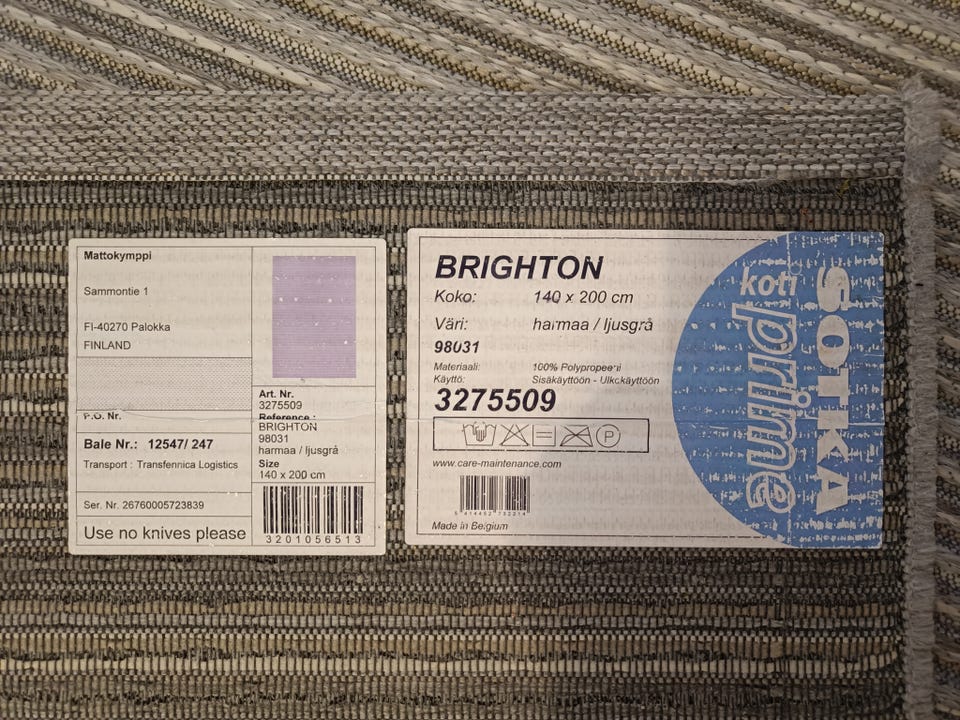 Mattokymppi
Sammontie 1
FI-40270 Palokka
FINLAND
P.O. Nr.
Bale Nr.: 12547/ 247
Transport : Transfennica Logistics
Ser. Nr. 26760005723839
Use no knives please
Art. Nr.
3275509
Reference :
BRIGHTON
98031
harmaa / ljusgrå
Size
140 x 200 cm
3201056513
BRIGHTON
Koko: 140 x 200 cm
Väri: harmaa / ljusgrå
98031
Materiaali: 100% Polypropeeni
Käyttö: Sisäkäyttöön - Ulkokäyttöön
3275509
P
www.care-maintenance.com
Made in Belgium
koti
prima
SOTKA